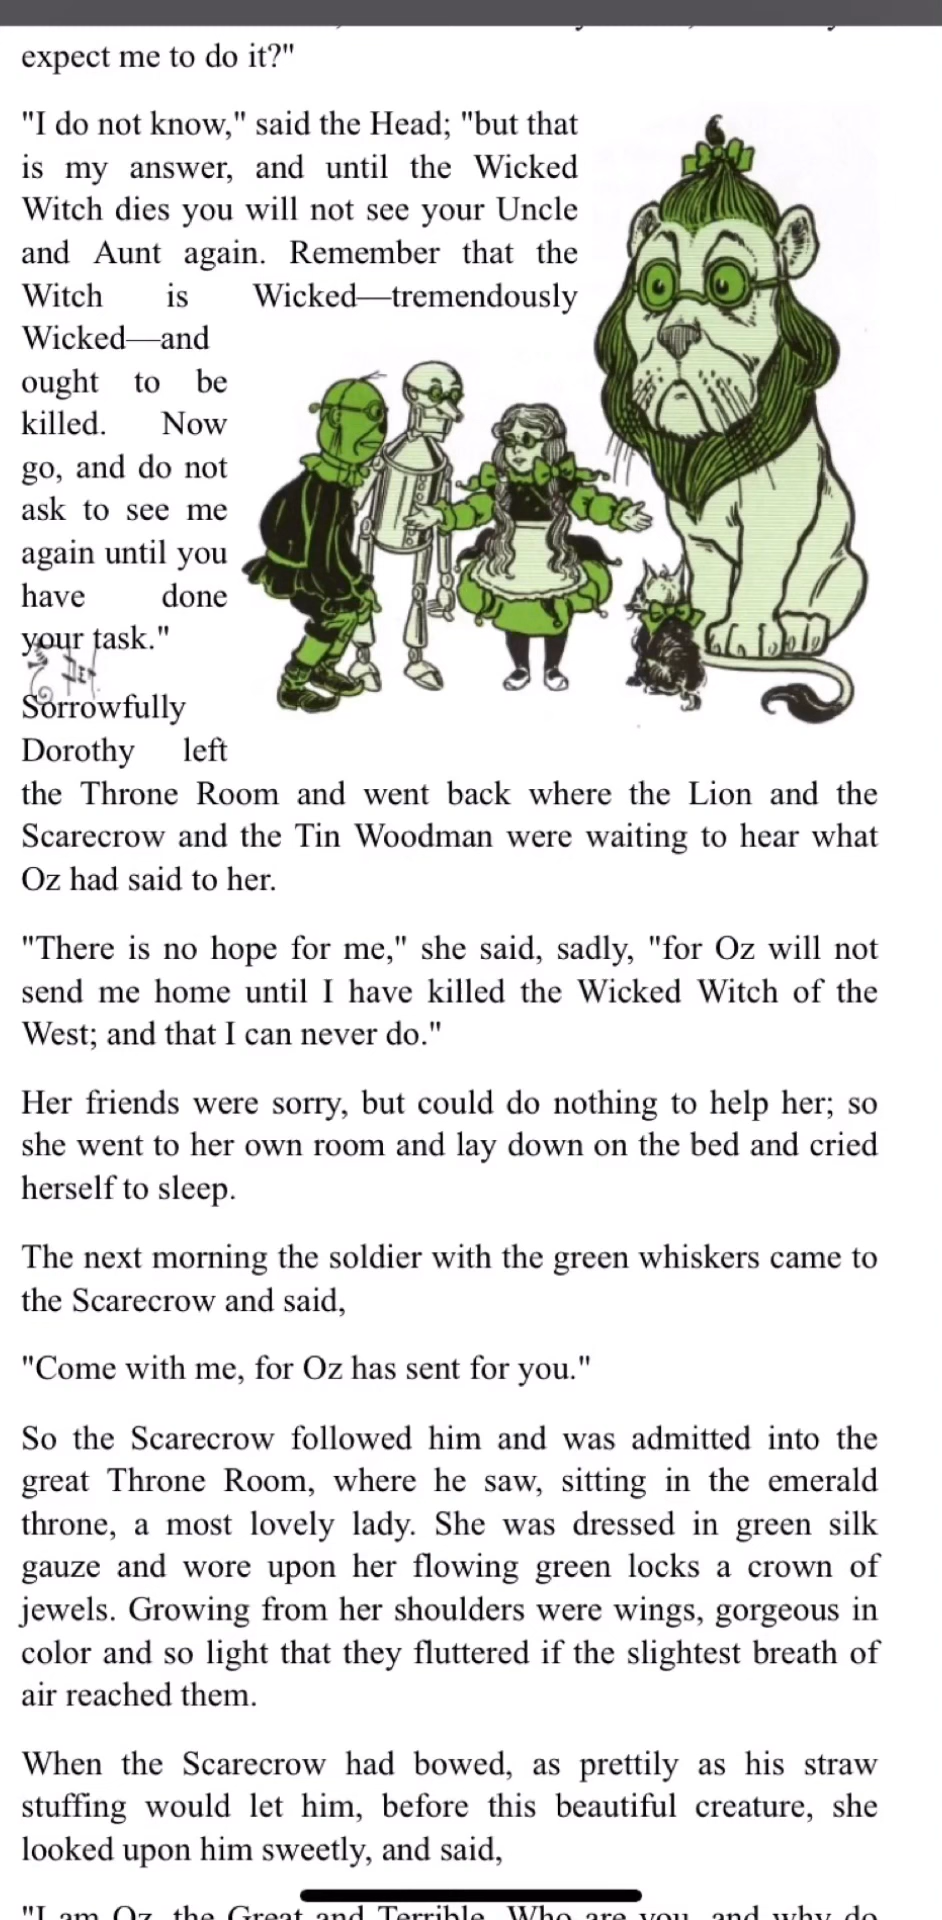 expect me to do it?"
"I do not know," said the Head; "but that
is my answer, and until the Wicked
Witch dies you will not see your Uncle
and Aunt again. Remember that the
Witch is Wicked—tremendously
Wicked—and
ought to be
killed. Now
go, and do not
ask to see me
again until you
have done
your task."
Sorrowfully
Dorothy left
the Throne Room and went back where the Lion and the
Scarecrow and the Tin Woodman were waiting to hear what
Oz had said to her.
"There is no hope for me," she said, sadly, "for Oz will not
send me home until I have killed the Wicked Witch of the
West; and that I can never do."
Her friends were sorry, but could do nothing to help her; so
she went to her own room and lay down on the bed and cried
herself to sleep.
The next morning the soldier with the green whiskers came to
the Scarecrow and said,
"Come with me, for Oz has sent for you."
So the Scarecrow followed him and was admitted into the
great Throne Room, where he saw, sitting in the emerald
throne, a most lovely lady. She was dressed in green silk
gauze and wore upon her flowing green locks a crown of
jewels. Growing from her shoulders were wings, gorgeous in
color and so light that they fluttered if the slightest breath of
air reached them.
When the Scarecrow had bowed, as prettily as his straw
stuffing would let him, before this beautiful creature, she
looked upon him sweetly, and said,
"I am Oz, the Great and Terrible. Who are you, and why do